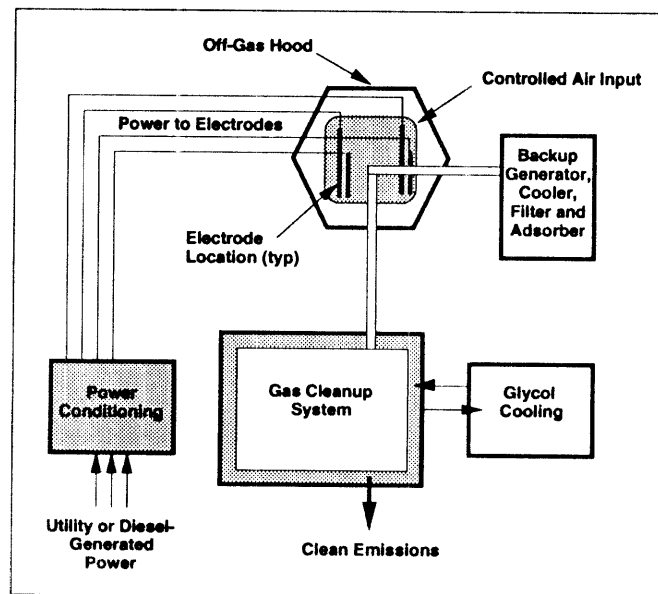 Off-Gas Hood
Controlled Air Input
Power to Electrodes
Backup
Generator,
Cooler,
Filter and
Adsorber
Electrode
Location (typ)
Power
Conditioning
Gas Cleanup
System
Glycol
Cooling
Utility or Diesel-
Generated
Power
Clean Emissions